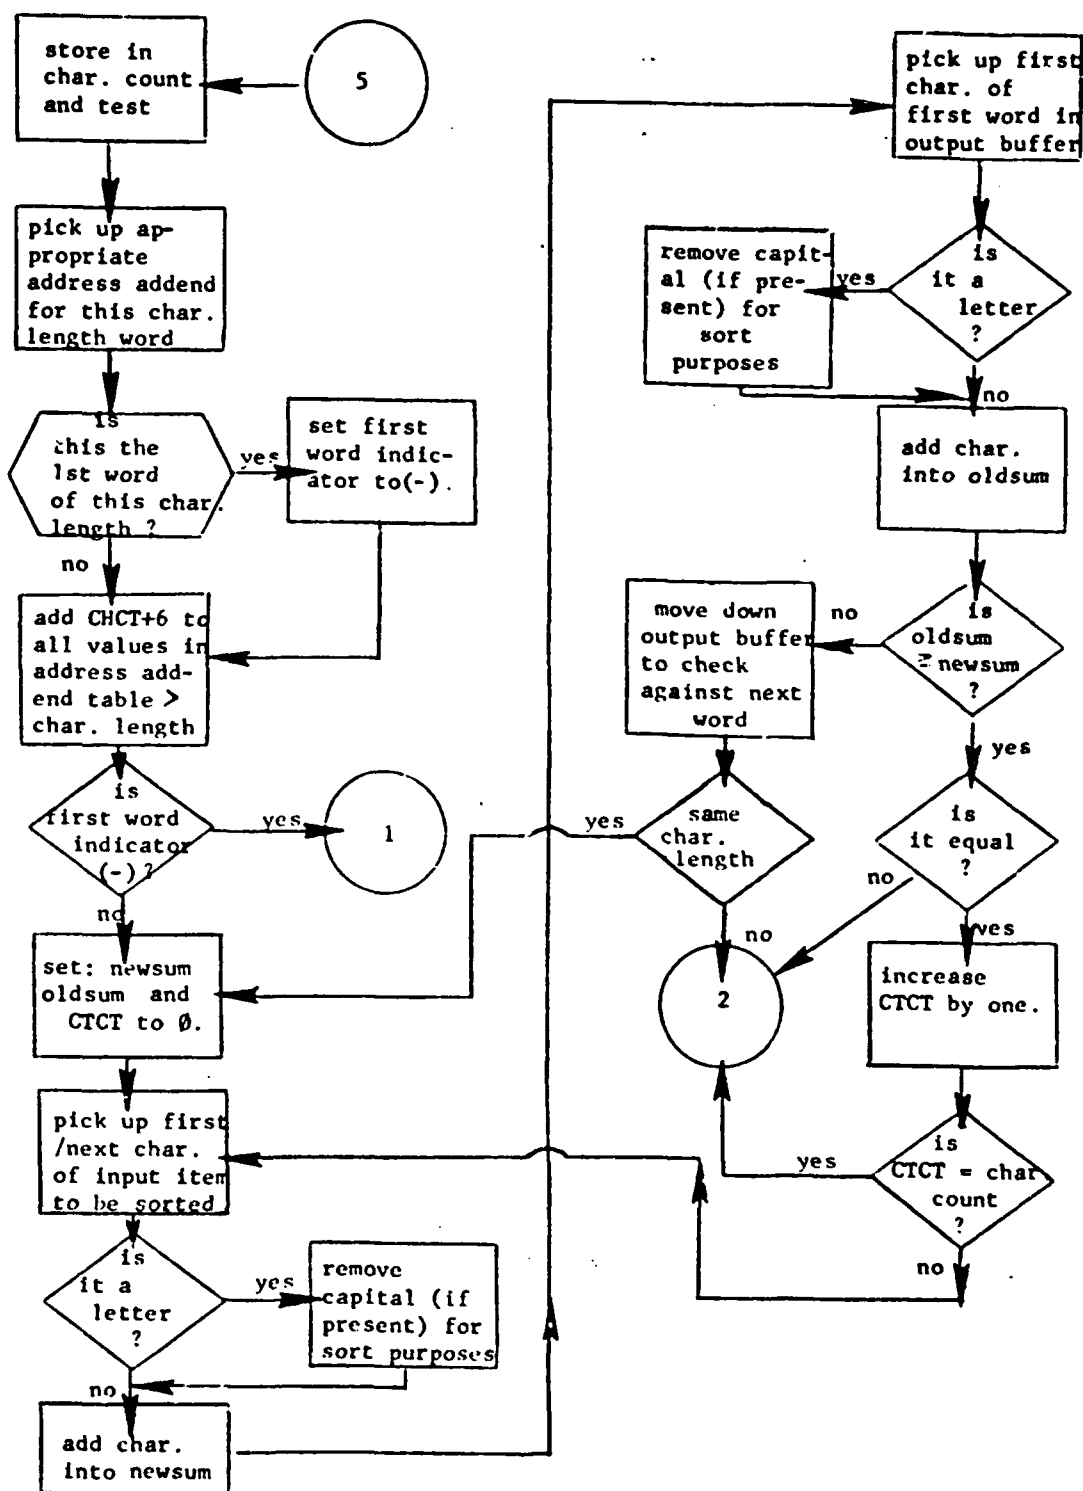 store in
char. count
and test
5
pick up ap-
propriate
address addend
for this char.
length word
is
this the
1st word
of this char.
length ?
yes
set first
word indic-
ator to(-).
no
add CHCT+6 to
all values in
address add-
end table >
char. length
is
first word
indicator
(-)?
yes
1
no
set: newsum
oldsum and
CTCT to Ø.
pick up first
/next char.
of input item
to be sorted
is
it a
letter
?
yes
remove
capital (if
present) for
sort purposes
no
add char.
into newsum
pick up first
char. of
first word in
output buffer
is
it a
letter
?
yes
remove capit-
al (if pre-
sent) for
sort
purposes
no
add char.
into oldsum
is
oldsum
≥ newsum
?
no
move down
output buffer
to check
against next
word
same
char.
length
yes
no
2
yes
is
it equal
?
no
yes
increase
CTCT by one.
is
CTCT = char
count
?
yes
no